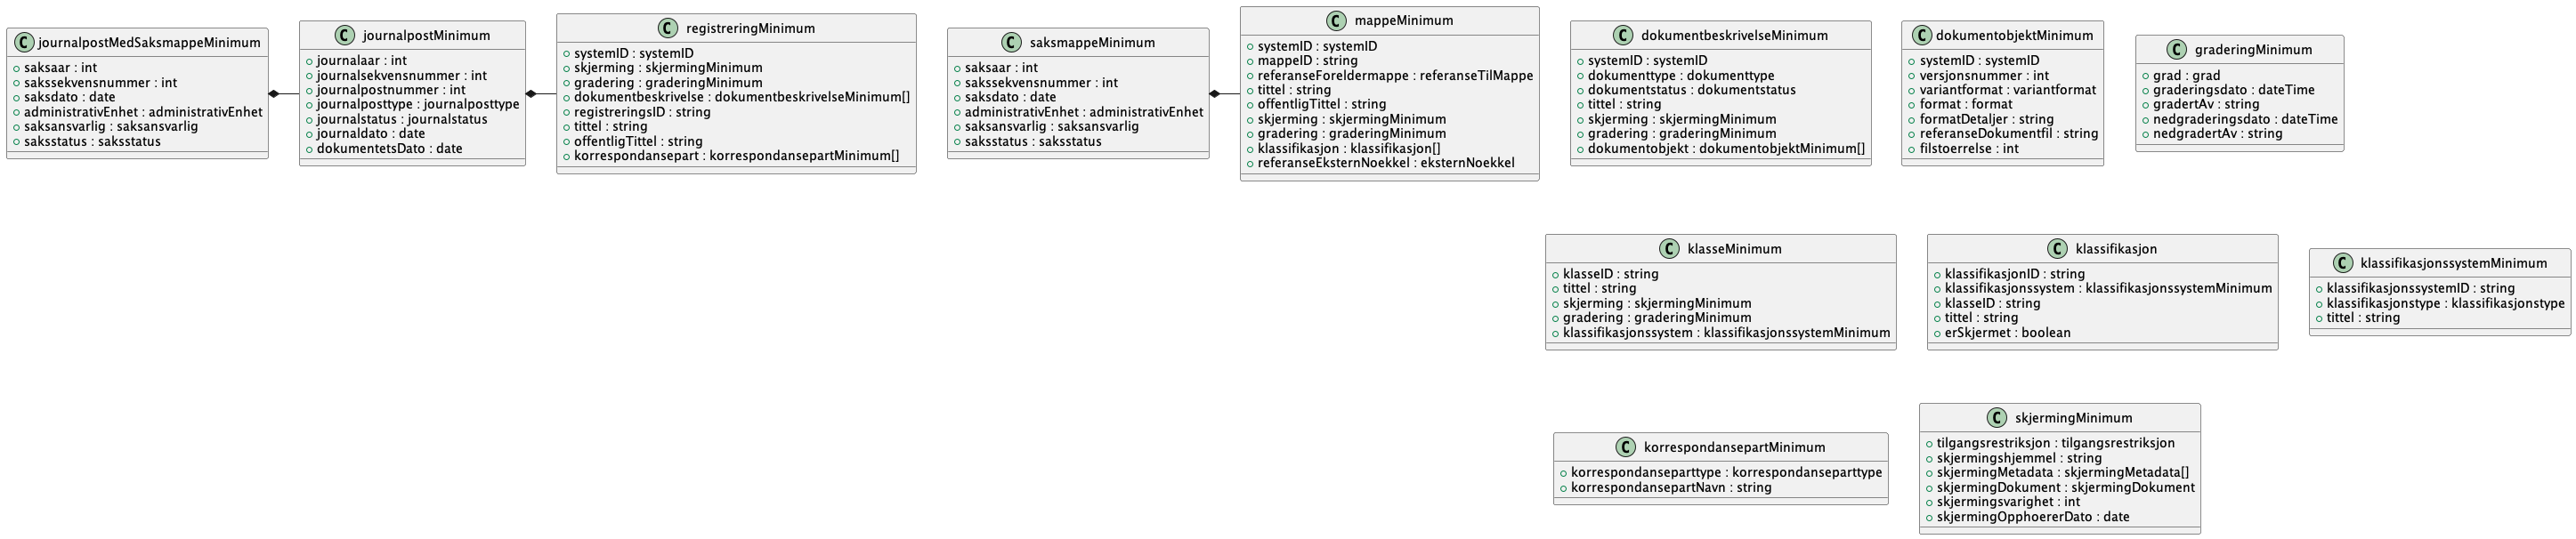 journalpostMedSaksmappeMinimum
saksaar : int
sakssekvensnummer : int
saksdato : date
administrativEnhet : administrativEnhet
saksansvarlig : saksansvarlig
saksstatus : saksstatus
journalpostMinimum
journalaar : int
journalsekvensnummer : int
journalpostnummer : int
journalposttype : journalposttype
journalstatus : journalstatus
journaldato : date
dokumentetsDato : date
registreringMinimum
systemID : systemID
skjerming : skjermingMinimum
gradering : graderingMinimum
dokumentbeskrivelse : dokumentbeskrivelseMinimum[]
registreringsID : string
tittel : string
offentligTittel : string
korrespondansepart : korrespondansepartMinimum[]
saksmappeMinimum
saksaar : int
sakssekvensnummer : int
saksdato : date
administrativEnhet : administrativEnhet
saksansvarlig : saksansvarlig
saksstatus : saksstatus
mappeMinimum
systemID : systemID
mappeID : string
referanseForeldermappe : referanseTilMappe
tittel : string
offentligTittel : string
skjerming : skjermingMinimum
gradering : graderingMinimum
klassifikasjon : klassifikasjon[]
referanseEksternNoekkel : eksternNoekkel
dokumentbeskrivelseMinimum
systemID : systemID
dokumenttype : dokumenttype
dokumentstatus : dokumentstatus
tittel : string
skjerming : skjermingMinimum
gradering : graderingMinimum
dokumentobjekt : dokumentobjektMinimum[]
dokumentobjektMinimum
systemID : systemID
versjonsnummer : int
variantformat : variantformat
format : format
formatDetaljer : string
referanseDokumentfil : string
filstoerrelse : int
graderingMinimum
grad : grad
graderingsdato : dateTime
gradertAv : string
nedgraderingsdato : dateTime
nedgradertAv : string
klasseMinimum
klasseID : string
tittel : string
skjerming : skjermingMinimum
gradering : graderingMinimum
klassifikasjonssystem : klassifikasjonssystemMinimum
klassifikasjon
klassifikasjonID : string
klassifikasjonssystem : klassifikasjonssystemMinimum
klasseID : string
tittel : string
erSkjermet : boolean
klassifikasjonssystemMinimum
klassifikasjonssystemID : string
klassifikasjonstype : klassifikasjonstype
tittel : string
korrespondansepartMinimum
korrespondanseparttype : korrespondanseparttype
korrespondansepartNavn : string
skjermingMinimum
tilgangsrestriksjon : tilgangsrestriksjon
skjermingshjemmel : string
skjermingMetadata : skjermingMetadata[]
skjermingDokument : skjermingDokument
skjermingsvarighet : int
skjermingOpphoererDato : date